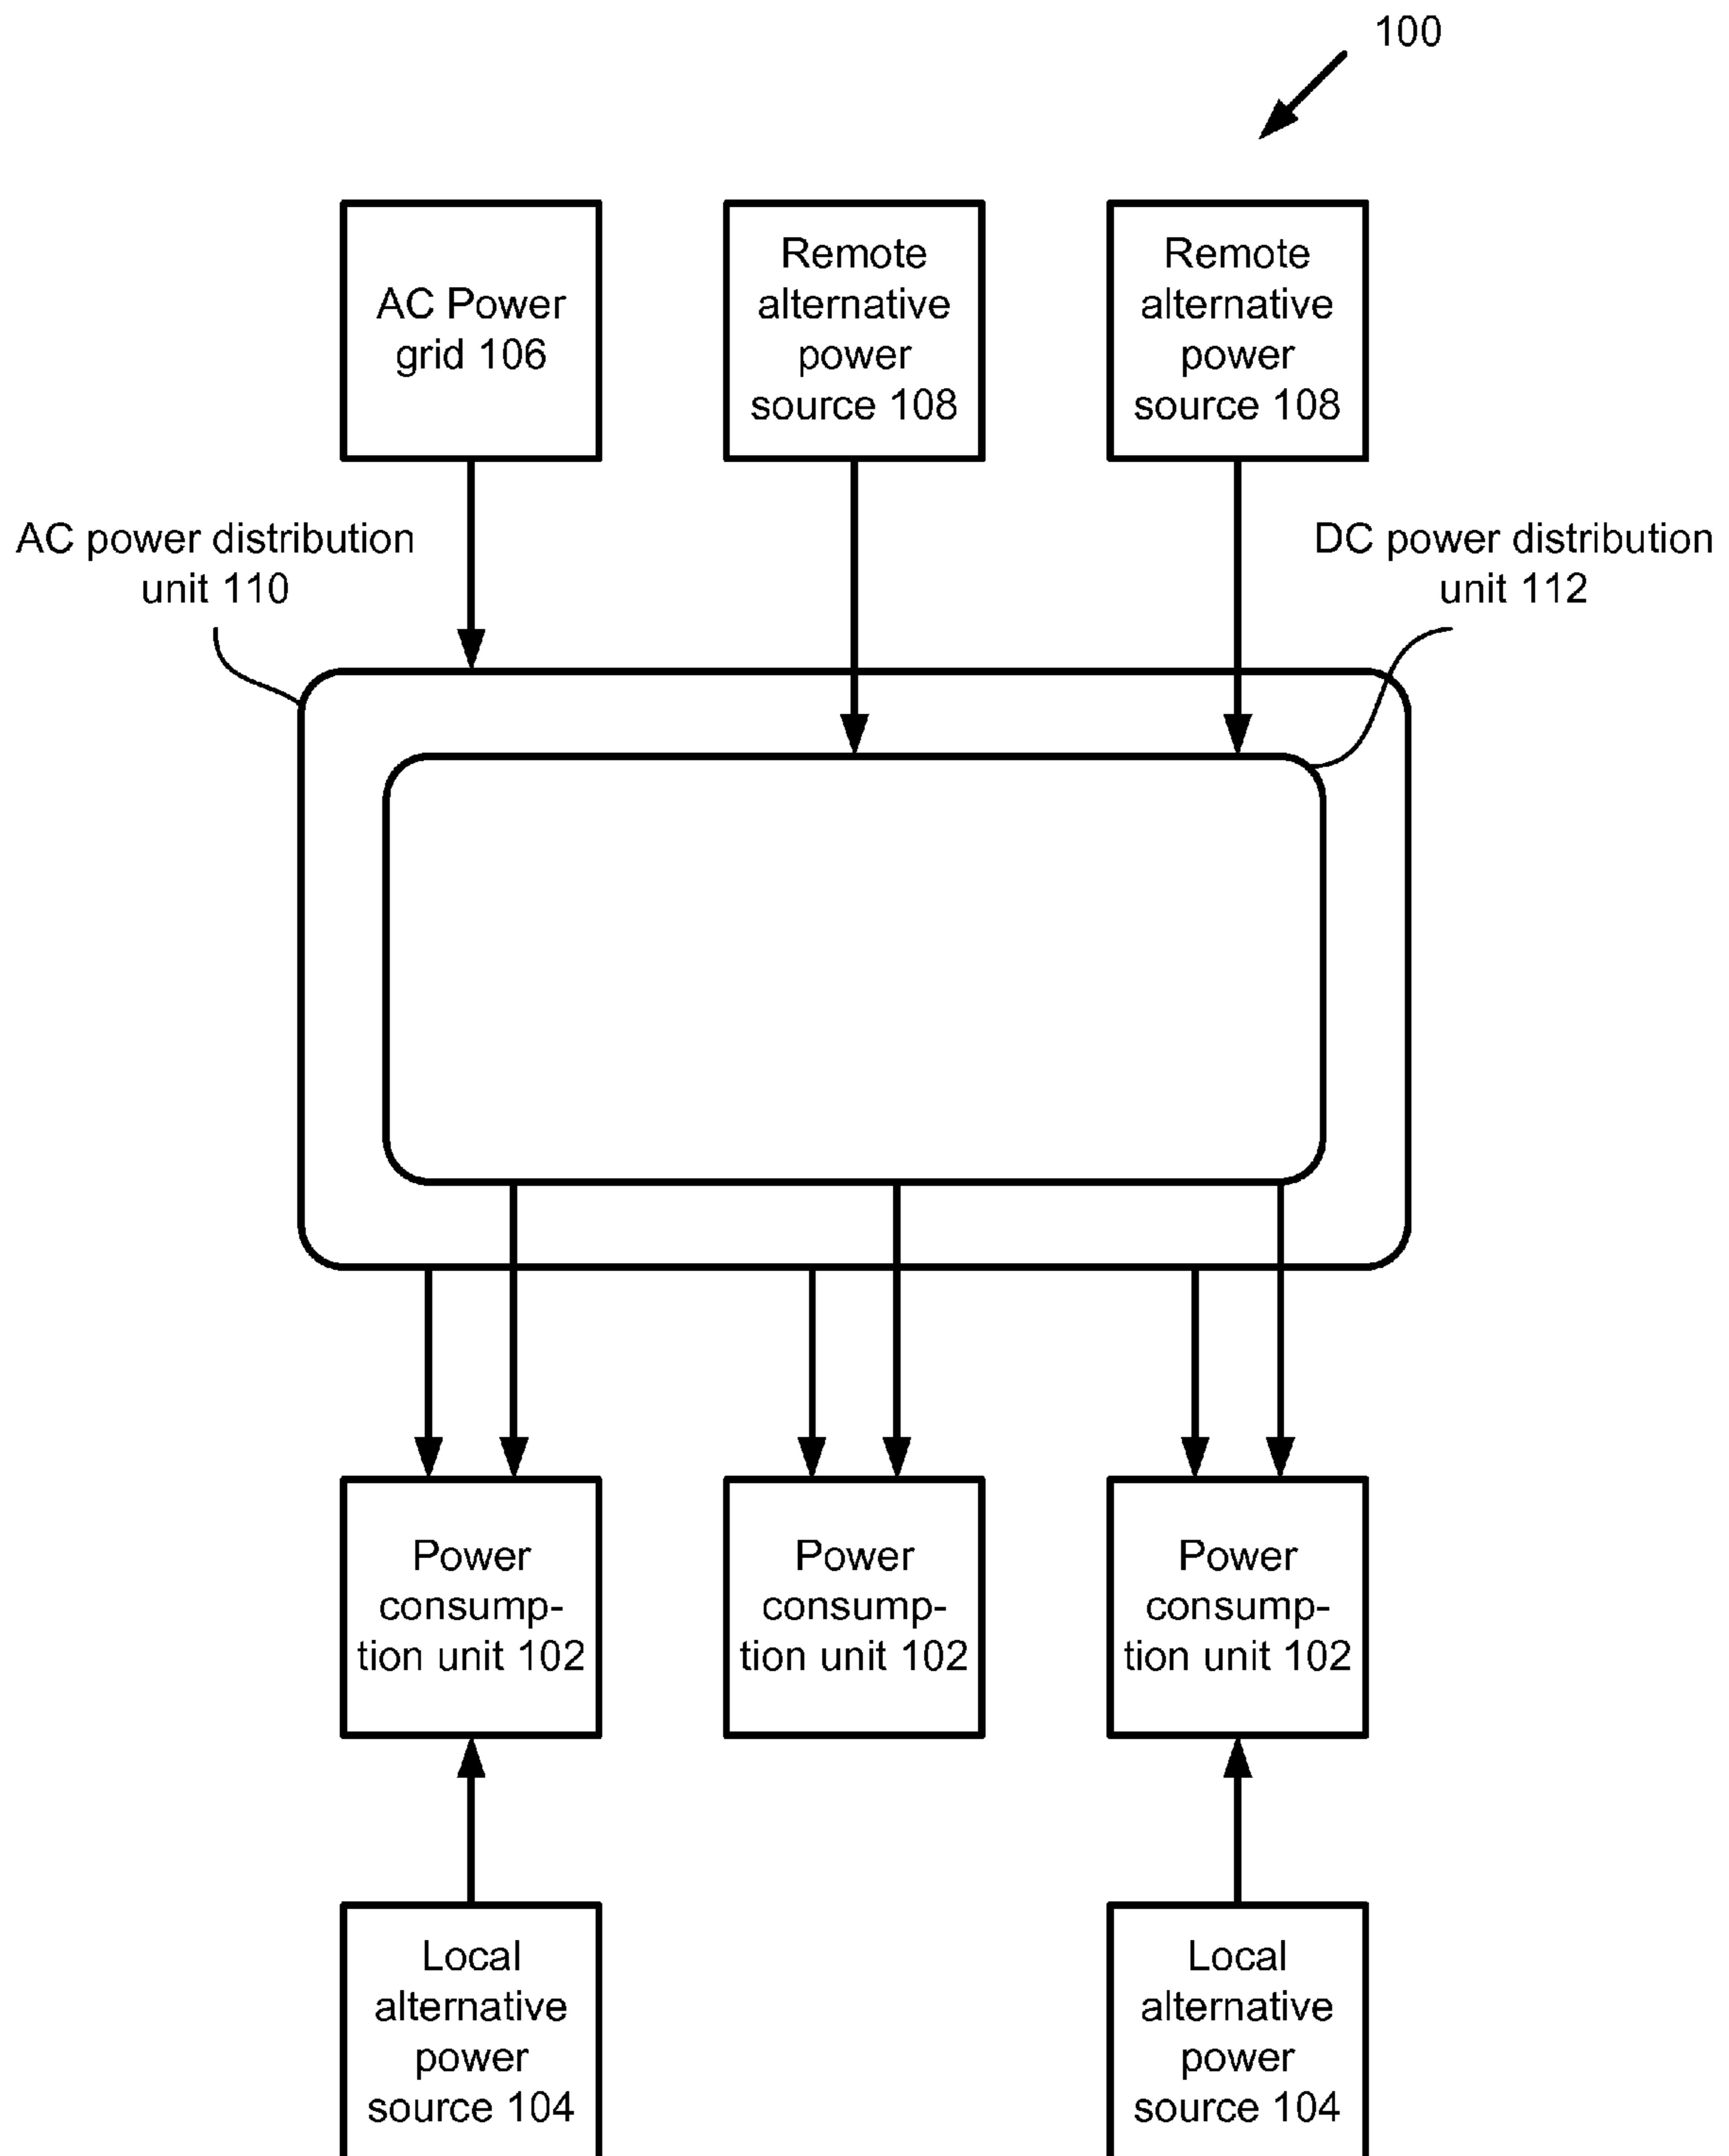 100
AC Power
grid 106
Remote
alternative
power
source 108
Remote
alternative
power
source 108
AC power distribution
unit 110
DC power distribution
unit 112
Power
consump-
tion unit 102
Power
consump-
tion unit 102
Power
consump-
tion unit 102
Local
alternative
power
source 104
Local
alternative
power
source 104